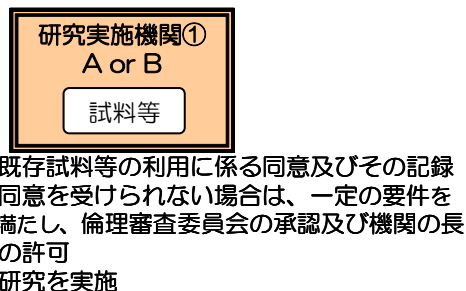 研究実施機関①
A or B
試料等
既存試料等の利用に係る同意及びその記録
同意を受けられない場合は、一定の要件を
満たし、倫理審査委員会の承認及び機関の長
の許可
研究を実施